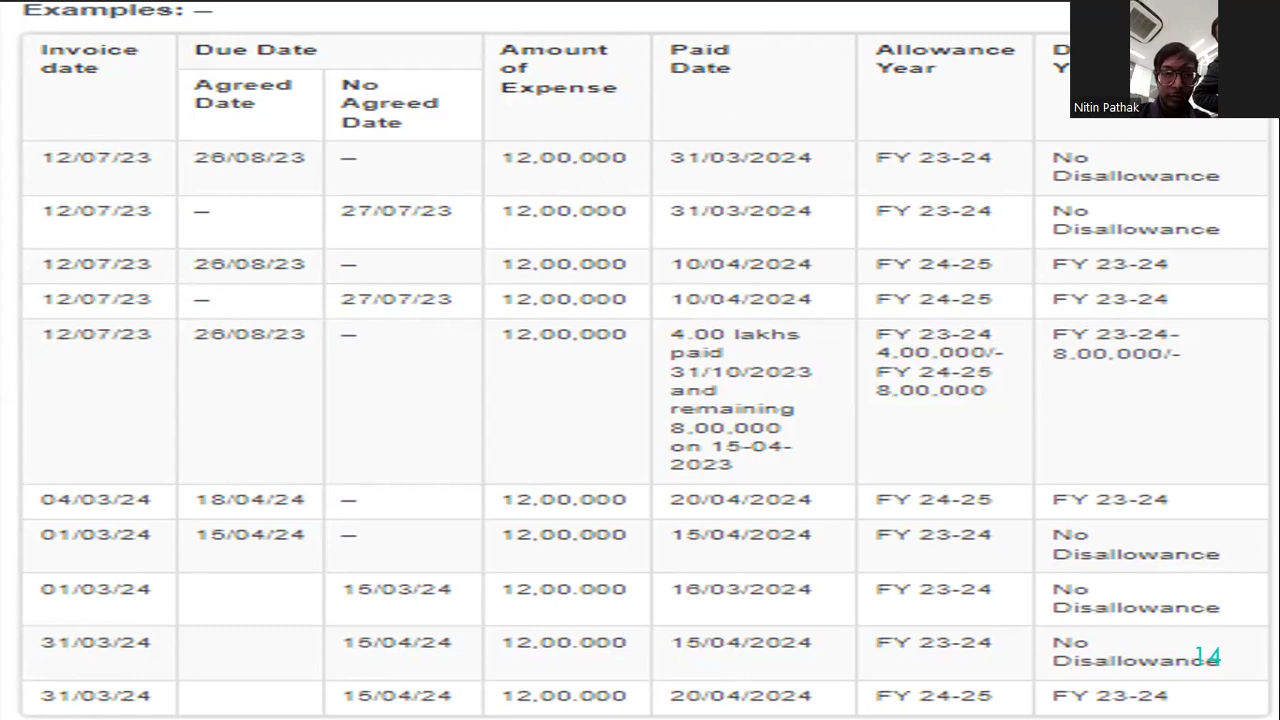 Examples: –
Invoice date | Due Date | Amount of Expense | Paid Date | Allowance Year | D Y
Agreed Date | No Agreed Date
12/07/23 | 26/08/23 | – | 12,00,000 | 31/03/2024 | FY 23-24 | No Disallowance
12/07/23 | – | 27/07/23 | 12,00,000 | 31/03/2024 | FY 23-24 | No Disallowance
12/07/23 | 26/08/23 | – | 12,00,000 | 10/04/2024 | FY 24-25 | FY 23-24
12/07/23 | – | 27/07/23 | 12,00,000 | 10/04/2024 | FY 24-25 | FY 23-24
12/07/23 | 26/08/23 | – | 12,00,000 | 4.00 lakhs paid 31/10/2023 and remaining 8,00,000 on 15-04-2023 | FY 23-24 4,00,000/- FY 24-25 8,00,000 | FY 23-24- 8,00,000/-
04/03/24 | 18/04/24 | – | 12,00,000 | 20/04/2024 | FY 24-25 | FY 23-24
01/03/24 | 15/04/24 | – | 12,00,000 | 15/04/2024 | FY 23-24 | No Disallowance
01/03/24 | 15/03/24 | 12,00,000 | 16/03/2024 | FY 23-24 | No Disallowance
31/03/24 | 15/04/24 | 12,00,000 | 15/04/2024 | FY 23-24 | No Disallowance
31/03/24 | 15/04/24 | 12,00,000 | 20/04/2024 | FY 24-25 | FY 23-24
14
Nitin Pathak